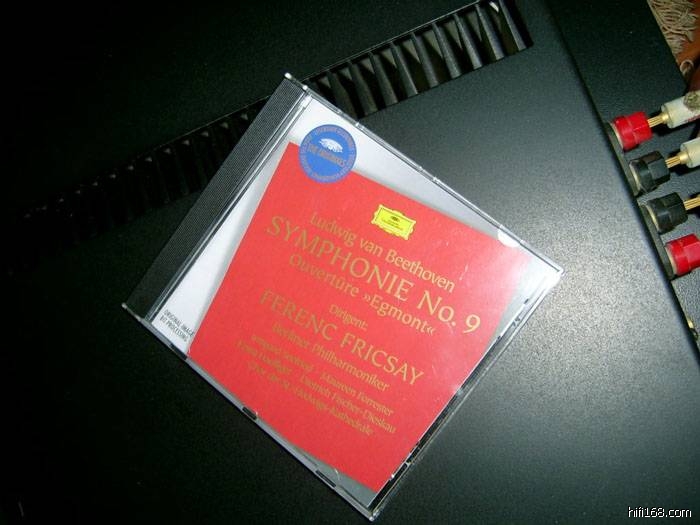 THE ORIGINALS
Ludwig van Beethoven
SYMPHONIE No. 9
Ouvertüre »Egmont«
Dirigent:
FERENC FRICSAY
Berliner Philharmoniker
Irmgard Seefried · Maureen Forrester
Ernst Haefliger · Dietrich Fischer-Dieskau
Chor der St.-Hedwigs-Kathedrale
ORIGINAL-IMAGE
BIT-PROCESSING
hifi168.com